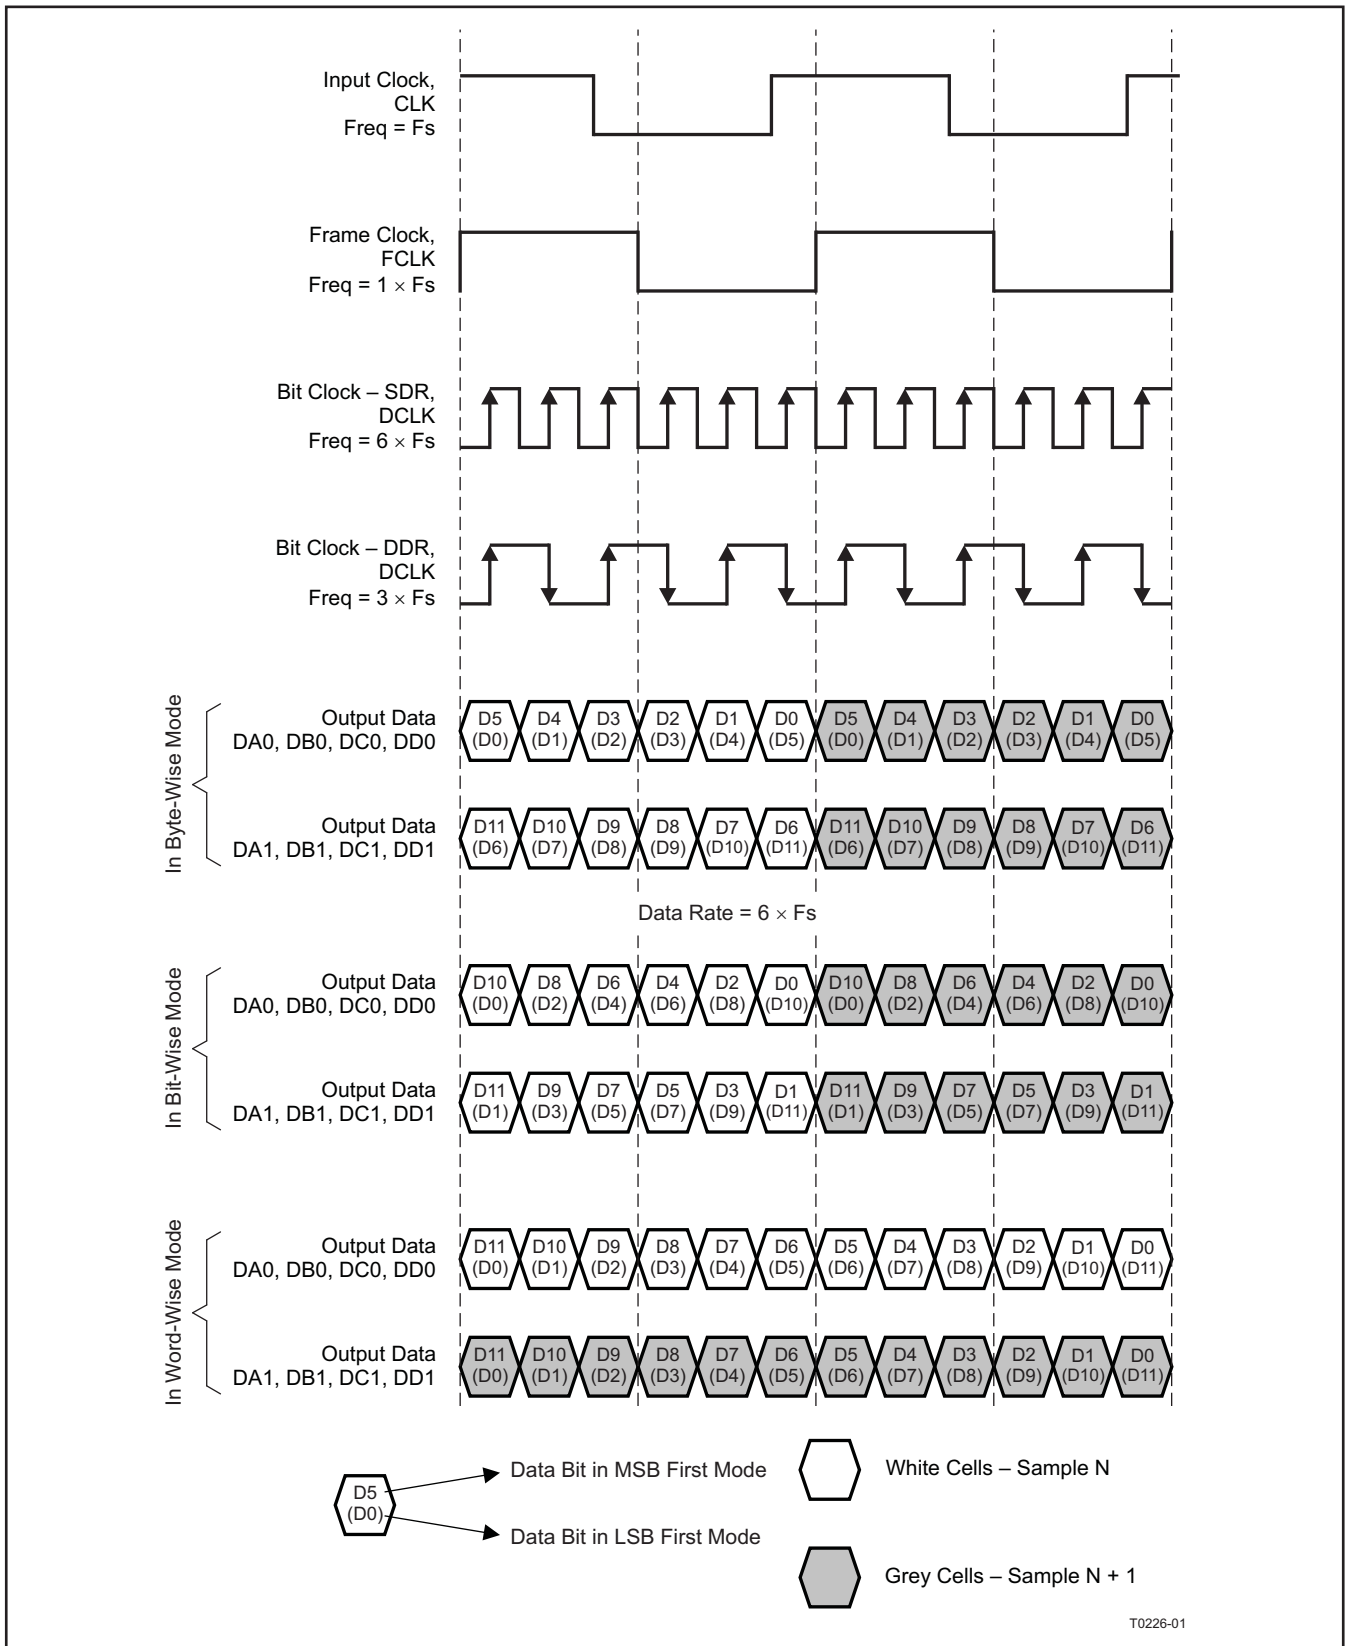 Input Clock,
CLK
Freq = Fs
Frame Clock,
FCLK
Freq = 1 × Fs
Bit Clock – SDR,
DCLK
Freq = 6 × Fs
Bit Clock – DDR,
DCLK
Freq = 3 × Fs
In Byte-Wise Mode
Output Data
DA0, DB0, DC0, DD0
D5 D4 D3 D2 D1 D0 D5 D4 D3 D2 D1 D0
(D0) (D1) (D2) (D3) (D4) (D5) (D0) (D1) (D2) (D3) (D4) (D5)
Output Data
DA1, DB1, DC1, DD1
D11 D10 D9 D8 D7 D6 D11 D10 D9 D8 D7 D6
(D6) (D7) (D8) (D9) (D10) (D11) (D6) (D7) (D8) (D9) (D10) (D11)
Data Rate = 6 × Fs
In Bit-Wise Mode
Output Data
DA0, DB0, DC0, DD0
D10 D8 D6 D4 D2 D0 D10 D8 D6 D4 D2 D0
(D0) (D2) (D4) (D6) (D8) (D10) (D0) (D2) (D4) (D6) (D8) (D10)
Output Data
DA1, DB1, DC1, DD1
D11 D9 D7 D5 D3 D1 D11 D9 D7 D5 D3 D1
(D1) (D3) (D5) (D7) (D9) (D11) (D1) (D3) (D5) (D7) (D9) (D11)
In Word-Wise Mode
Output Data
DA0, DB0, DC0, DD0
D11 D10 D9 D8 D7 D6 D5 D4 D3 D2 D1 D0
(D0) (D1) (D2) (D3) (D4) (D5) (D6) (D7) (D8) (D9) (D10) (D11)
Output Data
DA1, DB1, DC1, DD1
D11 D10 D9 D8 D7 D6 D5 D4 D3 D2 D1 D0
(D0) (D1) (D2) (D3) (D4) (D5) (D6) (D7) (D8) (D9) (D10) (D11)
D5
(D0)
Data Bit in MSB First Mode
Data Bit in LSB First Mode
White Cells – Sample N
Grey Cells – Sample N + 1
T0226-01